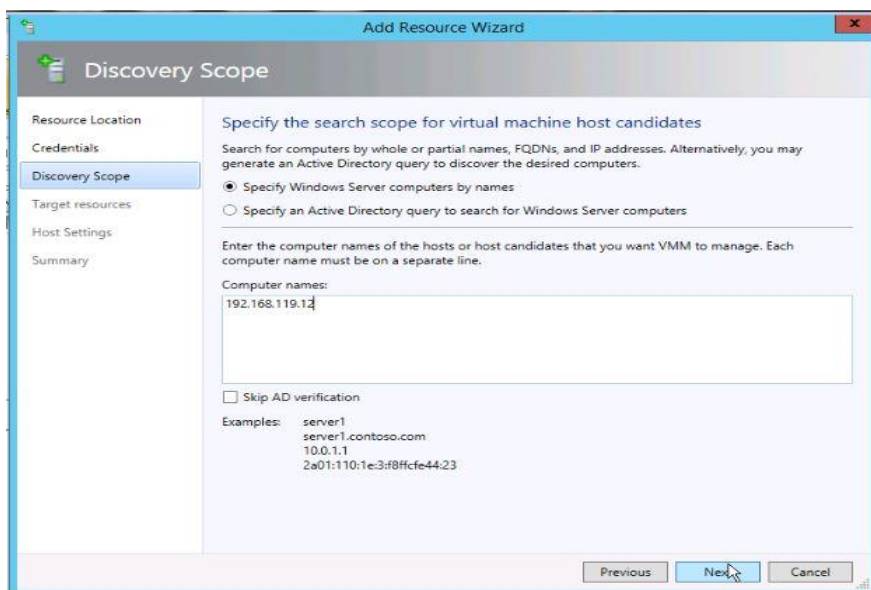 Add Resource Wizard
x
Discovery Scope
Resource Location
Credentials
Discovery Scope
Target resources
Host Settings
Summary
Specify the search scope for virtual machine host candidates
Search for computers by whole or partial names, FQDNs, and IP addresses. Alternatively, you may
generate an Active Directory query to discover the desired computers.
Specify Windows Server computers by names
Specify an Active Directory query to search for Windows Server computers
Enter the computer names of the hosts or host candidates that you want VMM to manage. Each
computer name must be on a separate line.
Computer names:
192.168.119.12
Skip AD verification
Examples: server1
server1.contoso.com
10.0.1.1
2a01:110:1e:3:f8ffcfe44:23
Previous Next Cancel